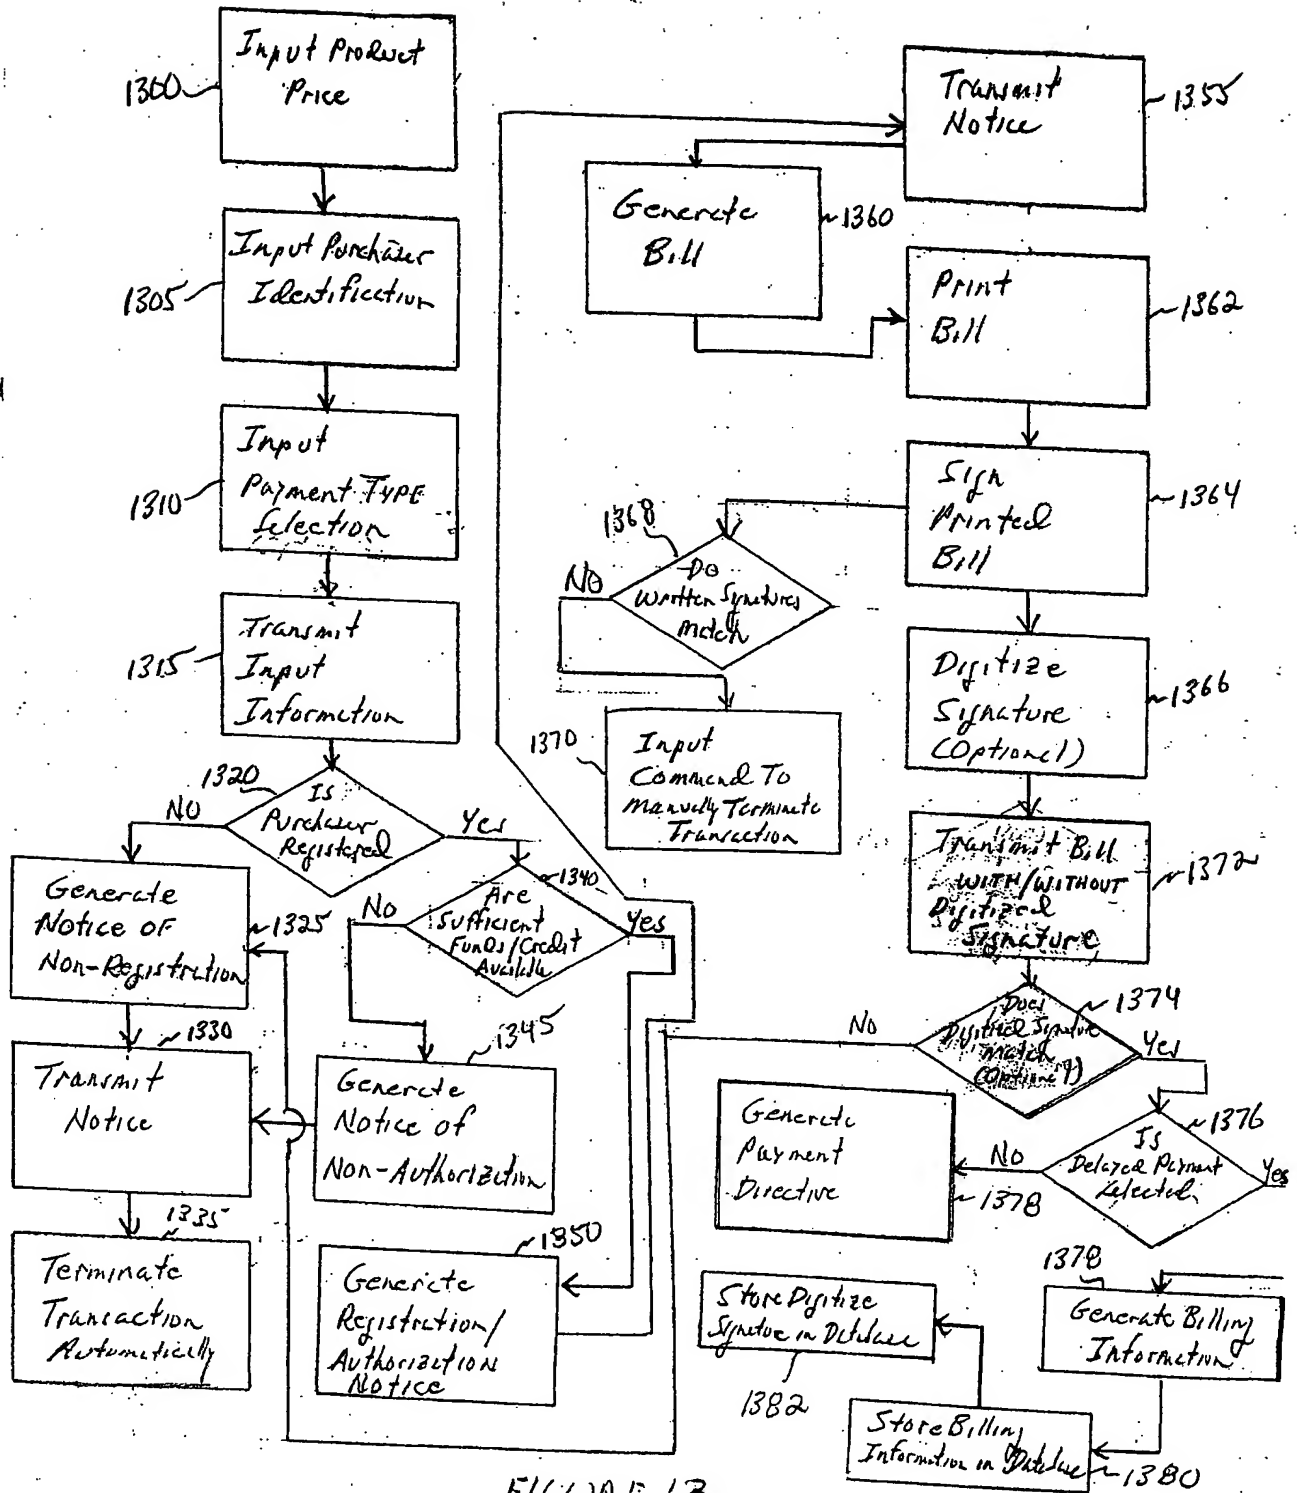 Input Product
Price
1300
Input Purchaser
Identification
1305
Input
Payment TYPE
Selection
1310
Transmit
Input
Information
1315
1320
Is
Purchaser
Registered
NO
Yes
Generate
Notice OF
Non-Registration
1325
1330
Transmit
Notice
1335
Terminate
Transaction
Automatically
1340
Are
Sufficient
Funds/Credit
Available
No
Yes
1345
Generate
Notice of
Non-Authorization
1350
Generate
Registration/
Authorization
Notice
Transmit
Notice
1355
Generate
Bill
1360
Print
Bill
1362
Sign
Printed
Bill
1364
1368
Do
Written Synetures
match
NO
1370
Input
Command To
Manually Terminate
Transaction
Digitize
Signature
(Optional)
1366
Transmit Bill
WITH/WITHOUT
Digitized
Signature
1372
1374
Does
Digitized Signature
match
(Optional)
No
Yes
1376
Is
Delayed Payment
Selected
No
Yes
Generate
Payment
Directive
1378
1378
Generate Billing
Information
Store Digitize
Signature in Database
1382
Store Billing
Information in Database
1380
FIGURE 13